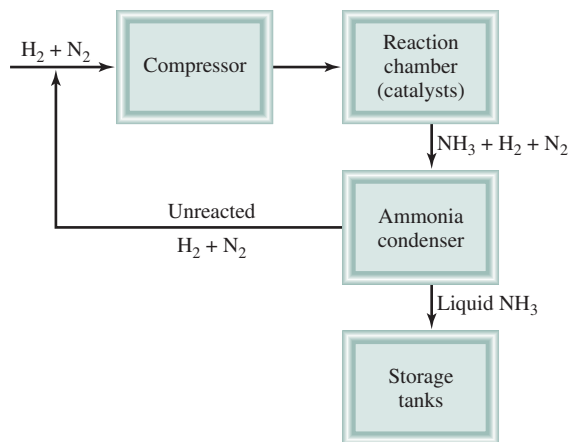 H₂ + N₂
Compressor
Reaction
chamber
(catalysts)
NH₃ + H₂ + N₂
Unreacted
H₂ + N₂
Ammonia
condenser
Liquid NH₃
Storage
tanks